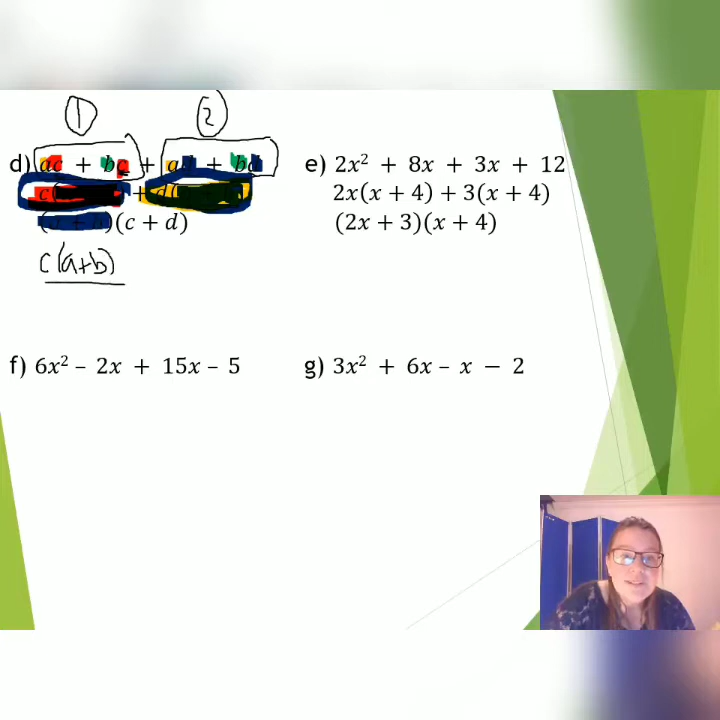 1 2
d) ac + bc + ad + bd
(c + d)
c(a+b)
e) 2x² + 8x + 3x + 12
2x(x + 4) + 3(x + 4)
(2x + 3)(x + 4)
f) 6x² – 2x + 15x – 5
g) 3x² + 6x – x − 2